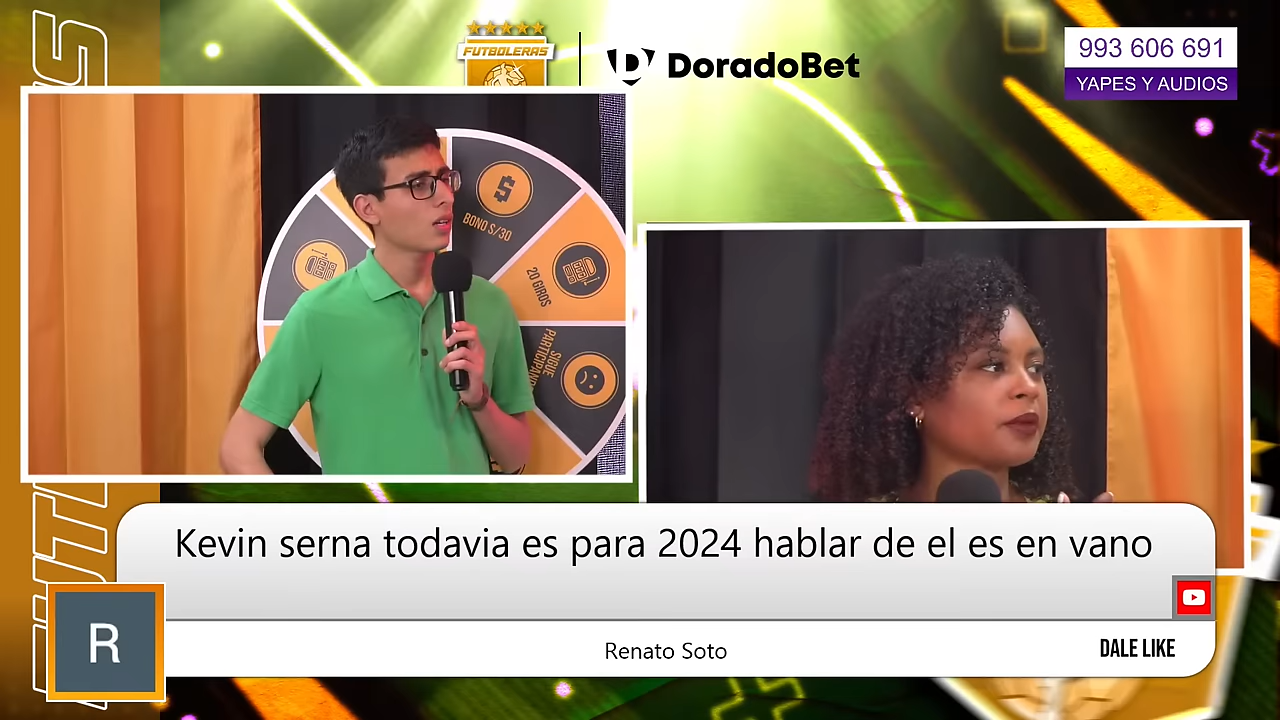 FUTBOLERAS
DoradoBet
993 606 691
YAPES Y AUDIOS
BONO S/30
20 GIROS
SIGUE
PARTICIPANDO
Kevin serna todavia es para 2024 hablar de el es en vano
R
Renato Soto
DALE LIKE